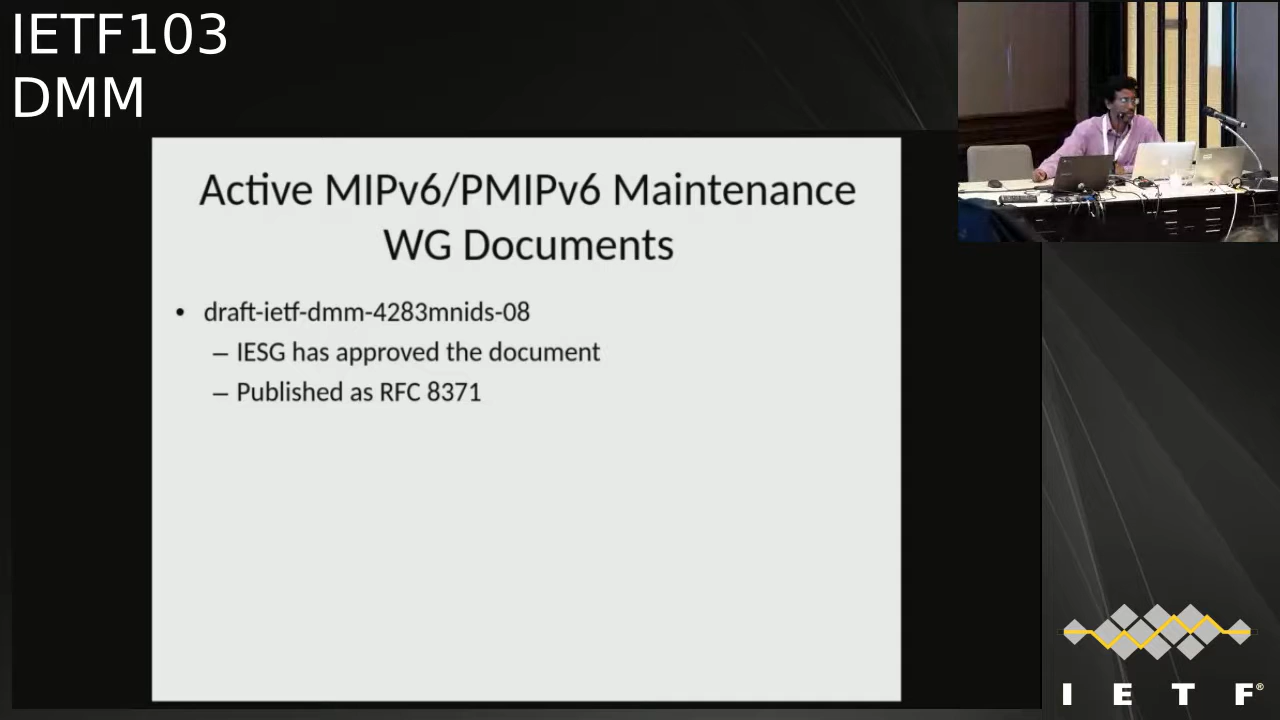 IETF103
DMM
Active MIPv6/PMIPv6 Maintenance
WG Documents
• draft-ietf-dmm-4283mnids-08
– IESG has approved the document
– Published as RFC 8371
I E T F®